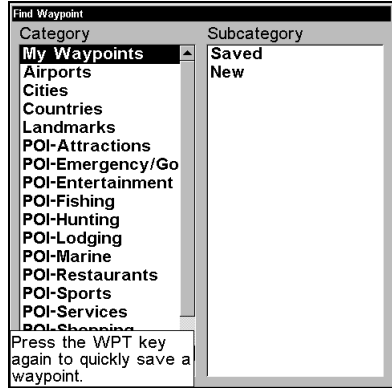 Find Waypoint
Category
My Waypoints
Airports
Cities
Countries
Landmarks
POI-Attractions
POI-Emergency/Go
POI-Entertainment
POI-Fishing
POI-Hunting
POI-Lodging
POI-Marine
POI-Restaurants
POI-Sports
POI-Services
POI-Shopping
Subcategory
Saved
New
Press the WPT key
again to quickly save a
waypoint.